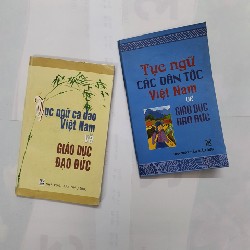 Tục ngữ ca dao
Việt Nam
về
GIÁO DỤC
ĐẠO ĐỨC
Tục ngữ
CÁC DÂN TỘC
Việt Nam
về
GIÁO DỤC
ĐẠO ĐỨC